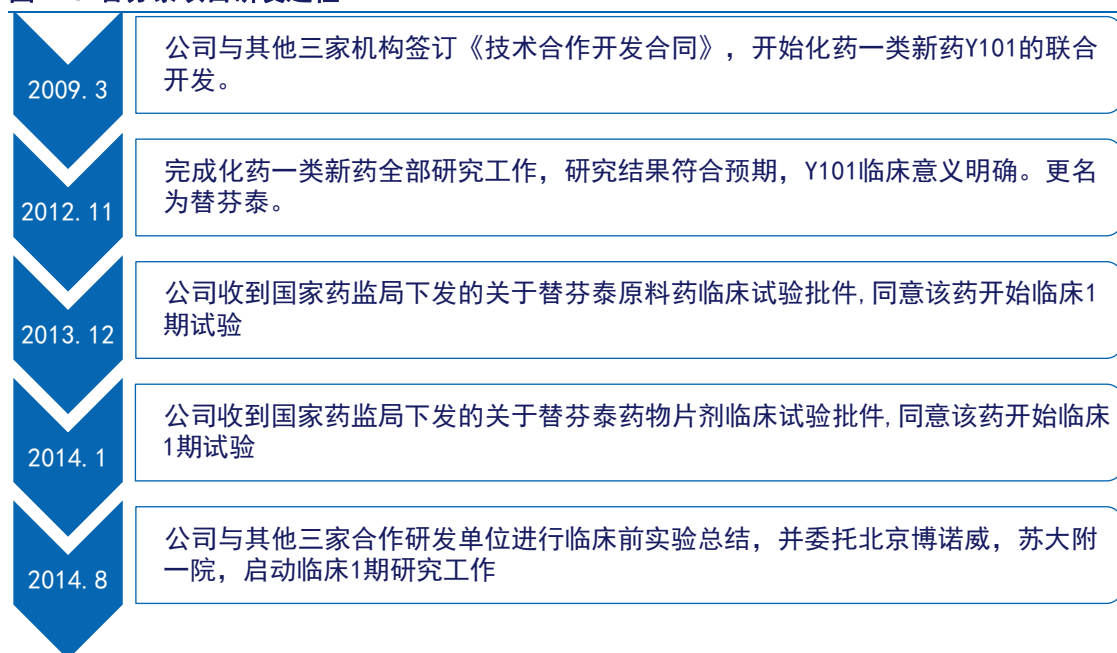 2009.3
公司与其他三家机构签订《技术合作开发合同》，开始化药一类新药Y101的联合
开发。
2012.11
完成化药一类新药全部研究工作，研究结果符合预期，Y101临床意义明确。更名
为替芬泰。
2013.12
公司收到国家药监局下发的关于替芬泰原料药临床试验批件,同意该药开始临床1
期试验
2014.1
公司收到国家药监局下发的关于替芬泰药物片剂临床试验批件,同意该药开始临床
1期试验
2014.8
公司与其他三家合作研发单位进行临床前实验总结，并委托北京博诺威，苏大附
一院，启动临床1期研究工作